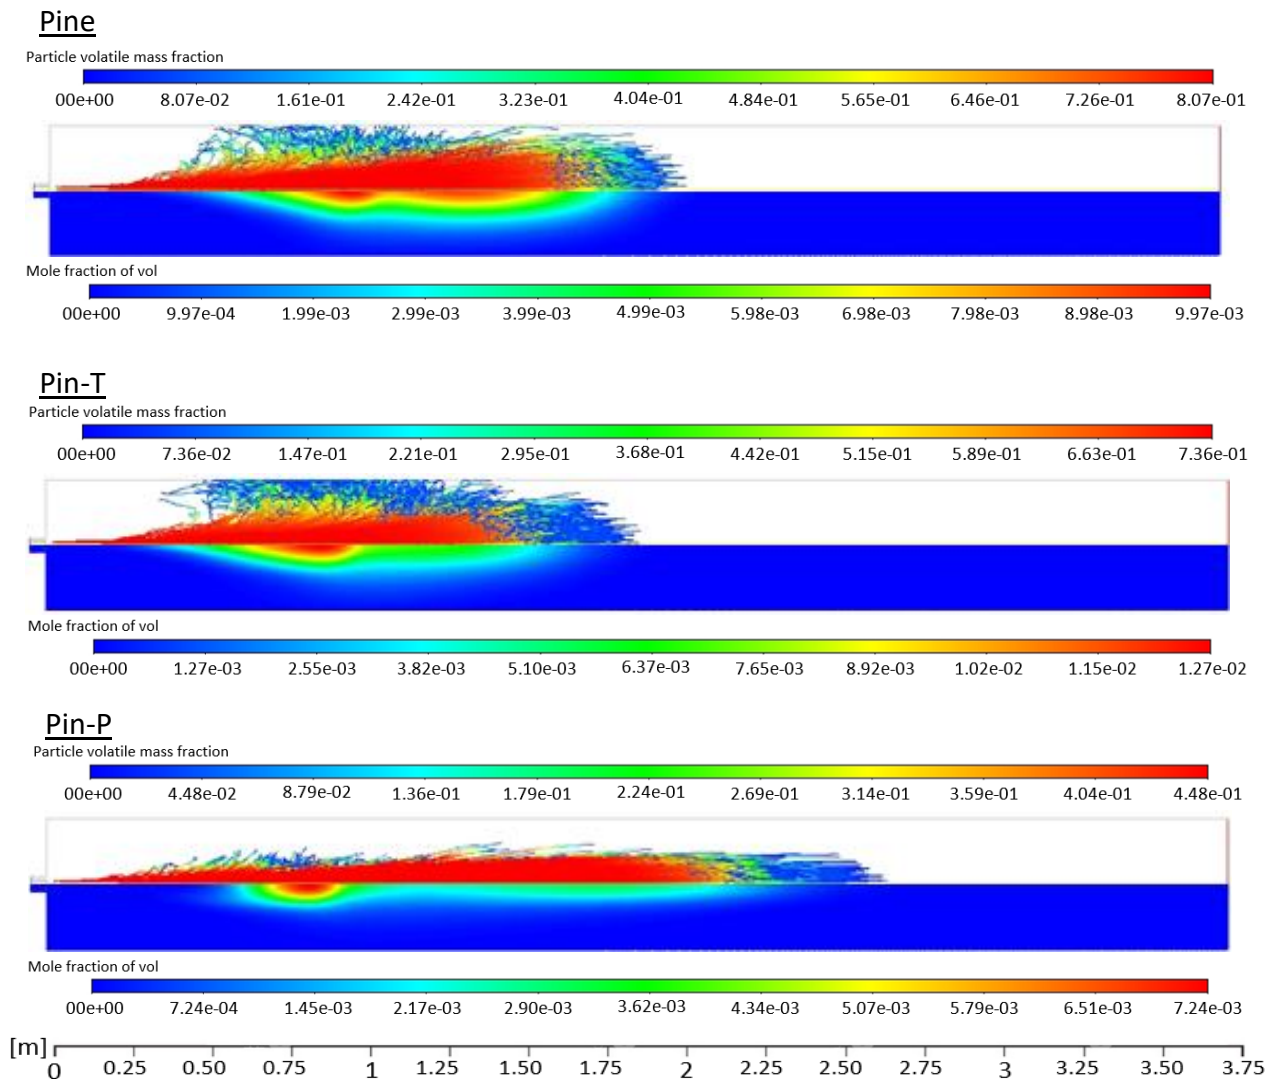 Pine
Particle volatile mass fraction
00e+00 8.07e-02 1.61e-01 2.42e-01 3.23e-01 4.04e-01 4.84e-01 5.65e-01 6.46e-01 7.26e-01 8.07e-01
Mole fraction of vol
00e+00 9.97e-04 1.99e-03 2.99e-03 3.99e-03 4.99e-03 5.98e-03 6.98e-03 7.98e-03 8.98e-03 9.97e-03
Pin-T
Particle volatile mass fraction
00e+00 7.36e-02 1.47e-01 2.21e-01 2.95e-01 3.68e-01 4.42e-01 5.15e-01 5.89e-01 6.63e-01 7.36e-01
Mole fraction of vol
00e+00 1.27e-03 2.55e-03 3.82e-03 5.10e-03 6.37e-03 7.65e-03 8.92e-03 1.02e-02 1.15e-02 1.27e-02
Pin-P
Particle volatile mass fraction
00e+00 4.48e-02 8.79e-02 1.36e-01 1.79e-01 2.24e-01 2.69e-01 3.14e-01 3.59e-01 4.04e-01 4.48e-01
Mole fraction of vol
00e+00 7.24e-04 1.45e-03 2.17e-03 2.90e-03 3.62e-03 4.34e-03 5.07e-03 5.79e-03 6.51e-03 7.24e-03
[m] 0 0.25 0.50 0.75 1 1.25 1.50 1.75 2 2.25 2.50 2.75 3 3.25 3.50 3.75